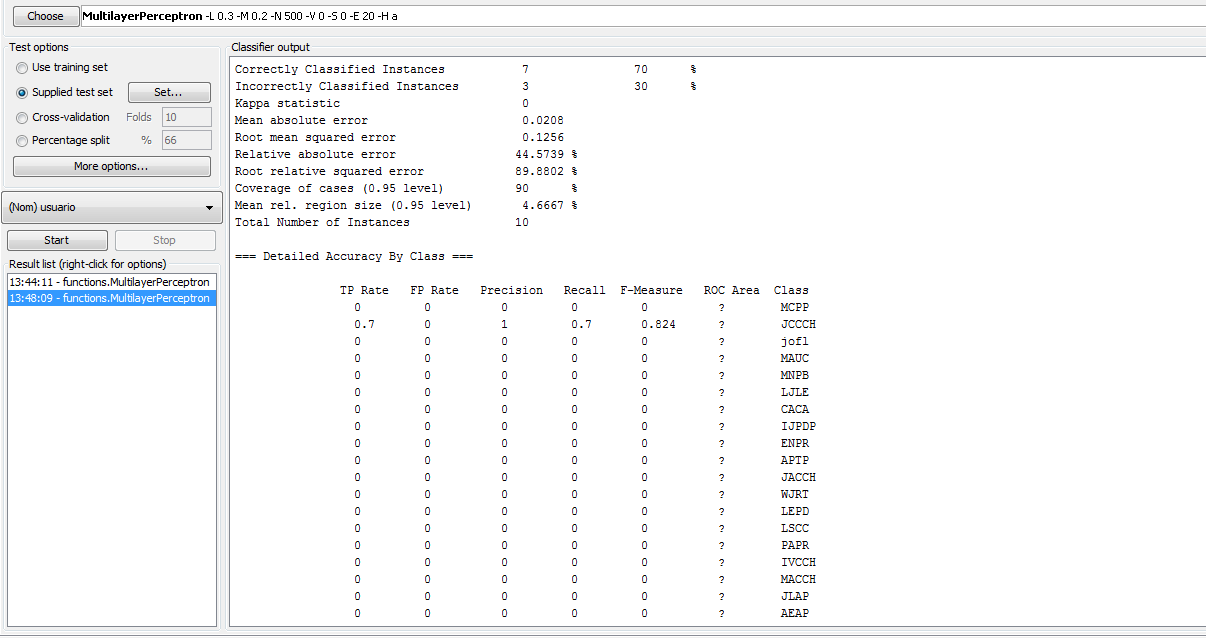 Choose MultilayerPerceptron -L 0.3 -M 0.2 -N 500 -V 0 -S 0 -E 20 -H a
Test options
Use training set
Supplied test set Set...
Cross-validation Folds 10
Percentage split % 66
More options...
(Nom) usuario
Start Stop
Result list (right-click for options)
13:44:11 - functions.MultilayerPerceptron
13:48:09 - functions.MultilayerPerceptron
Classifier output
Correctly Classified Instances 7 70 %
Incorrectly Classified Instances 3 30 %
Kappa statistic 0
Mean absolute error 0.0208
Root mean squared error 0.1256
Relative absolute error 44.5739 %
Root relative squared error 89.8802 %
Coverage of cases (0.95 level) 90 %
Mean rel. region size (0.95 level) 4.6667 %
Total Number of Instances 10
=== Detailed Accuracy By Class ===
TP Rate FP Rate Precision Recall F-Measure ROC Area Class
0 0 0 0 0 ? MCPP
0.7 0 1 0.7 0.824 ? JCCCH
0 0 0 0 0 ? jofl
0 0 0 0 0 ? MAUC
0 0 0 0 0 ? MNPB
0 0 0 0 0 ? LJLE
0 0 0 0 0 ? CACA
0 0 0 0 0 ? IJPDP
0 0 0 0 0 ? ENPR
0 0 0 0 0 ? APTP
0 0 0 0 0 ? JACCH
0 0 0 0 0 ? WJRT
0 0 0 0 0 ? LEPD
0 0 0 0 0 ? LSCC
0 0 0 0 0 ? PAPR
0 0 0 0 0 ? IVCCH
0 0 0 0 0 ? MACCH
0 0 0 0 0 ? JLAP
0 0 0 0 0 ? AEAP